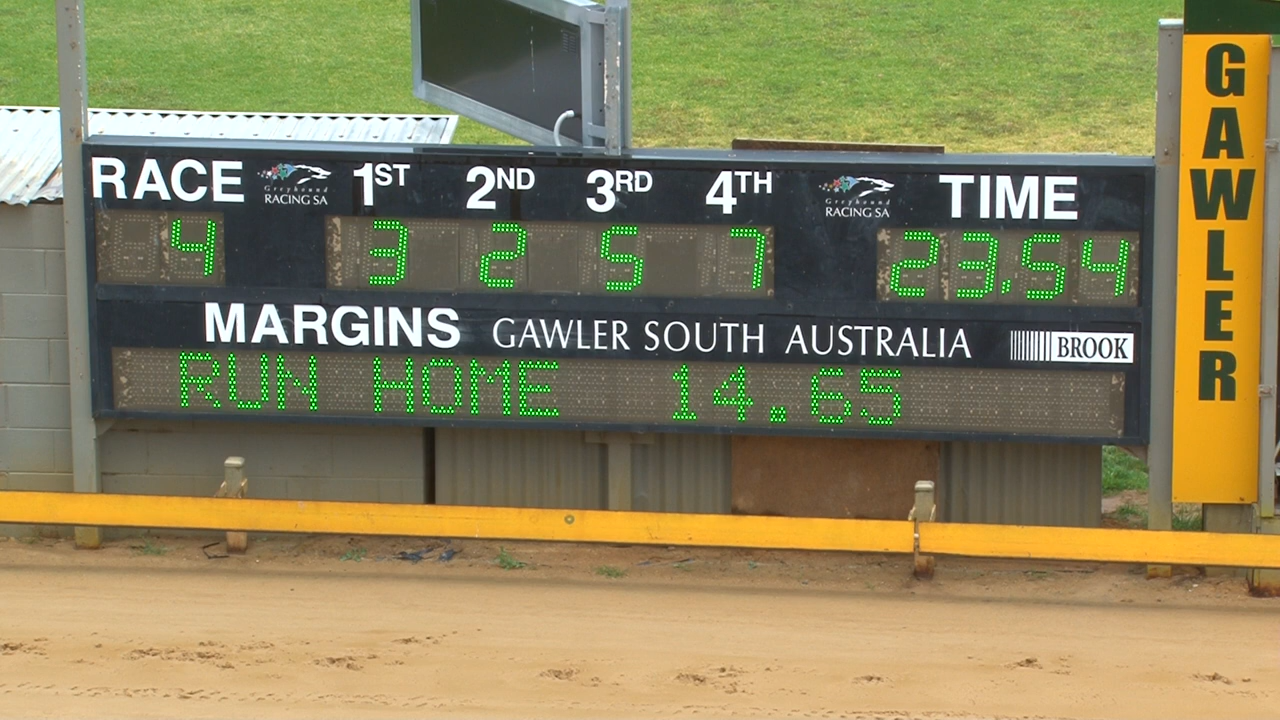 RACE Greyhound RACING SA 1ST 2ND 3RD 4TH Greyhound RACING SA TIME
4 3 2 5 7 23.54
MARGINS GAWLER SOUTH AUSTRALIA BROOK
RUN HOME 14.65
GAWLER